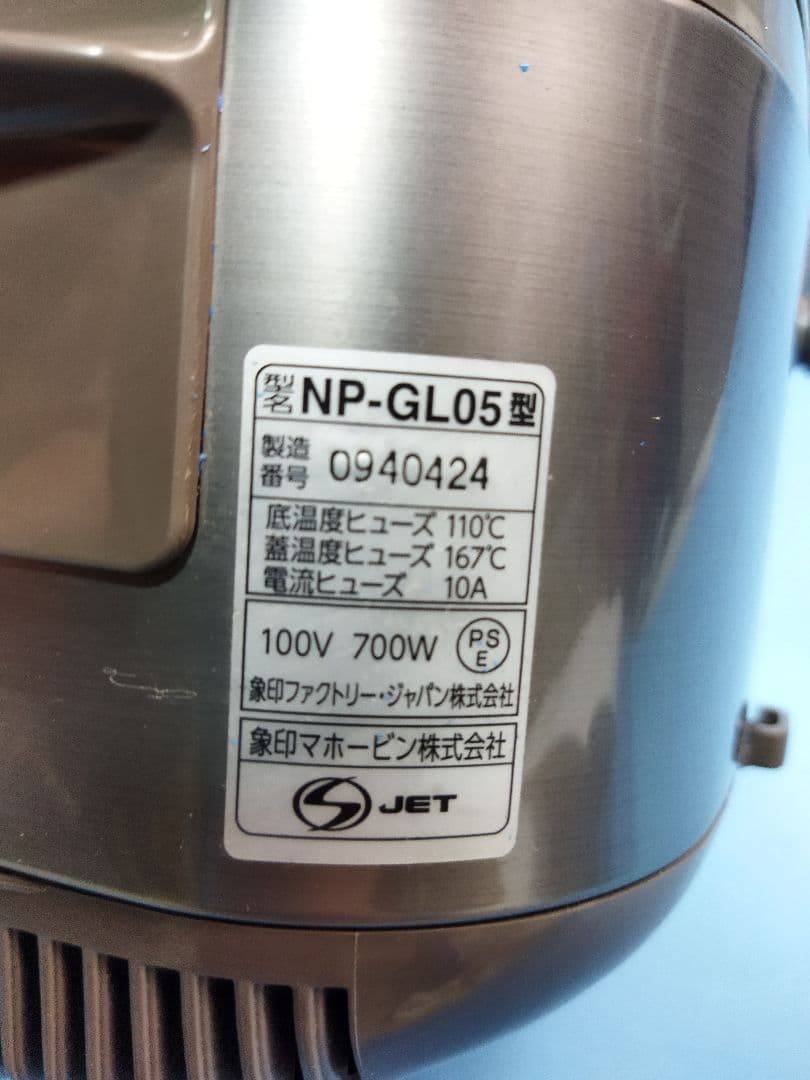 型名 NP-GL05型
製造番号 0940424
底温度ヒューズ 110℃
蓋温度ヒューズ 167℃
電流ヒューズ 10A
100V 700W PSE
象印ファクトリー・ジャパン株式会社
象印マホービン株式会社
S JET